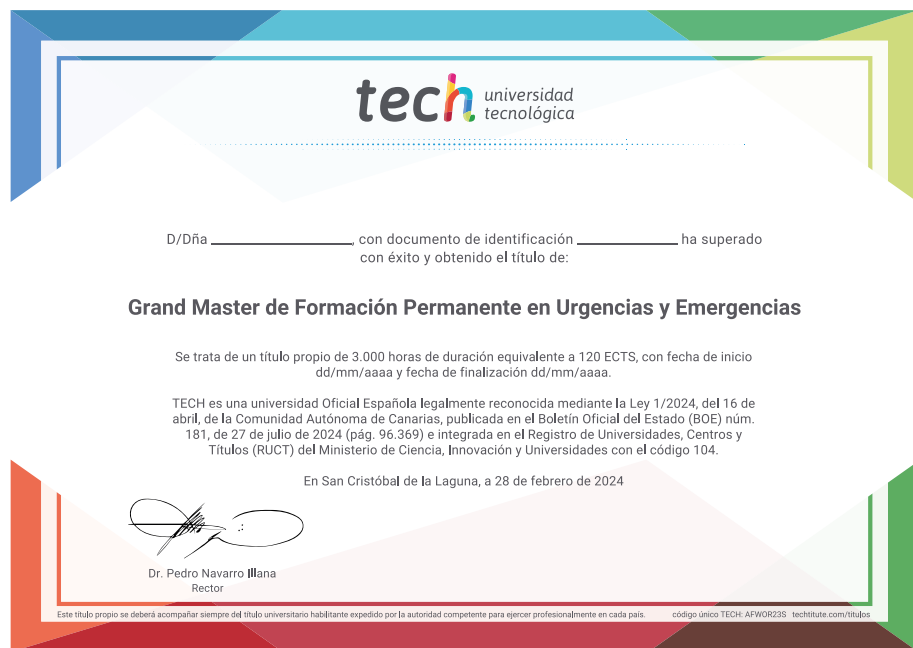 tech universidad
tecnológica
D/Dña ____________, con documento de identificación ____________ ha superado
con éxito y obtenido el título de:
Grand Master de Formación Permanente en Urgencias y Emergencias
Se trata de un título propio de 3.000 horas de duración equivalente a 120 ECTS, con fecha de inicio
dd/mm/aaaa y fecha de finalización dd/mm/aaaa.
TECH es una universidad Oficial Española legalmente reconocida mediante la Ley 1/2024, del 16 de
abril, de la Comunidad Autónoma de Canarias, publicada en el Boletín Oficial del Estado (BOE) núm.
181, de 27 de julio de 2024 (pág. 96.369) e integrada en el Registro de Universidades, Centros y
Títulos (RUCT) del Ministerio de Ciencia, Innovación y Universidades con el código 104.
En San Cristóbal de la Laguna, a 28 de febrero de 2024
Dr. Pedro Navarro Illana
Rector
Este título propio se deberá acompañar siempre del título universitario habilitante expedido por la autoridad competente para ejercer profesionalmente en cada país. código único TECH: AFWOR23S techtitute.com/titulos